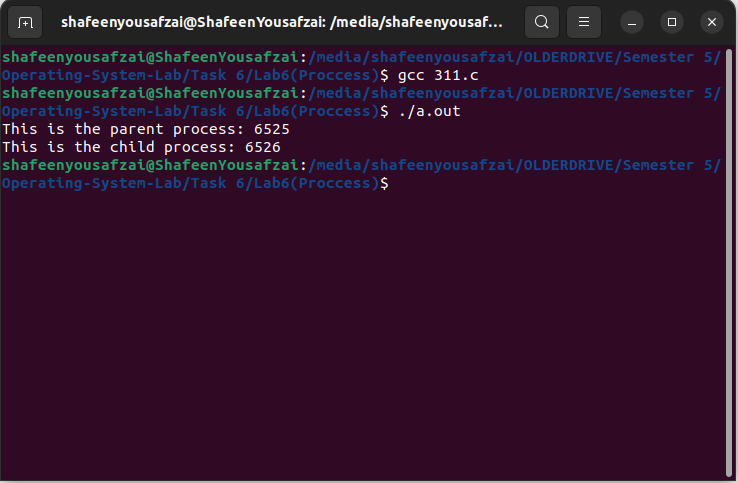 shafeenyousafzai@ShafeenYousafzai: /media/shafeenyousaf...
shafeenyousafzai@ShafeenYousafzai:/media/shafeenyousafzai/OLDERDRIVE/Semester 5/
Operating-System-Lab/Task 6/Lab6(Proccess)$ gcc 311.c
shafeenyousafzai@ShafeenYousafzai:/media/shafeenyousafzai/OLDERDRIVE/Semester 5/
Operating-System-Lab/Task 6/Lab6(Proccess)$ ./a.out
This is the parent process: 6525
This is the child process: 6526
shafeenyousafzai@ShafeenYousafzai:/media/shafeenyousafzai/OLDERDRIVE/Semester 5/
Operating-System-Lab/Task 6/Lab6(Proccess)$